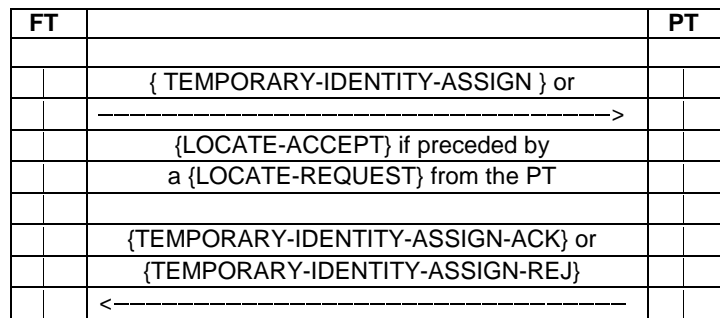 FT PT
{ TEMPORARY-IDENTITY-ASSIGN } or
{LOCATE-ACCEPT} if preceded by
a {LOCATE-REQUEST} from the PT
{TEMPORARY-IDENTITY-ASSIGN-ACK} or
{TEMPORARY-IDENTITY-ASSIGN-REJ}